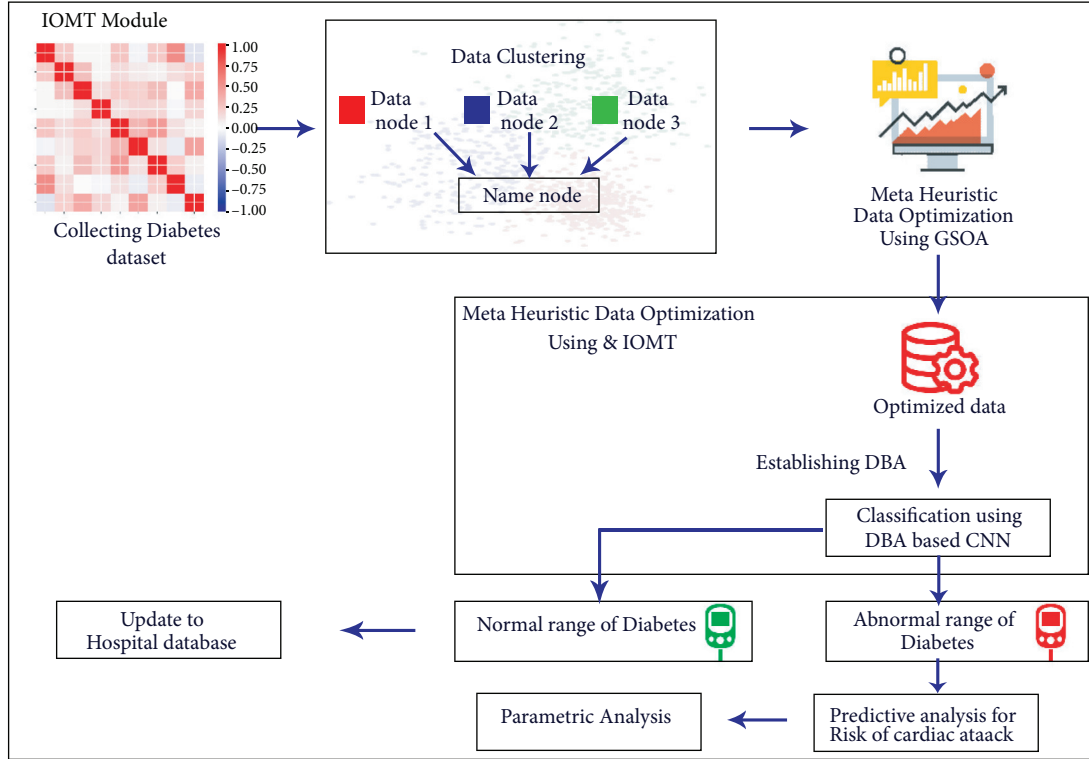 IOMT Module
1.00
0.75
0.50
0.25
0.00
−0.25
−0.50
−0.75
−1.00
Collecting Diabetes
dataset
Data Clustering
Data
node 1
Data
node 2
Data
node 3
Name node
Meta Heuristic
Data Optimization
Using GSOA
Meta Heuristic Data Optimization
Using & IOMT
Optimized data
Establishing DBA
Classification using
DBA based CNN
Update to
Hospital database
Normal range of Diabetes
Abnormal range of
Diabetes
Parametric Analysis
Predictive analysis for
Risk of cardiac ataack